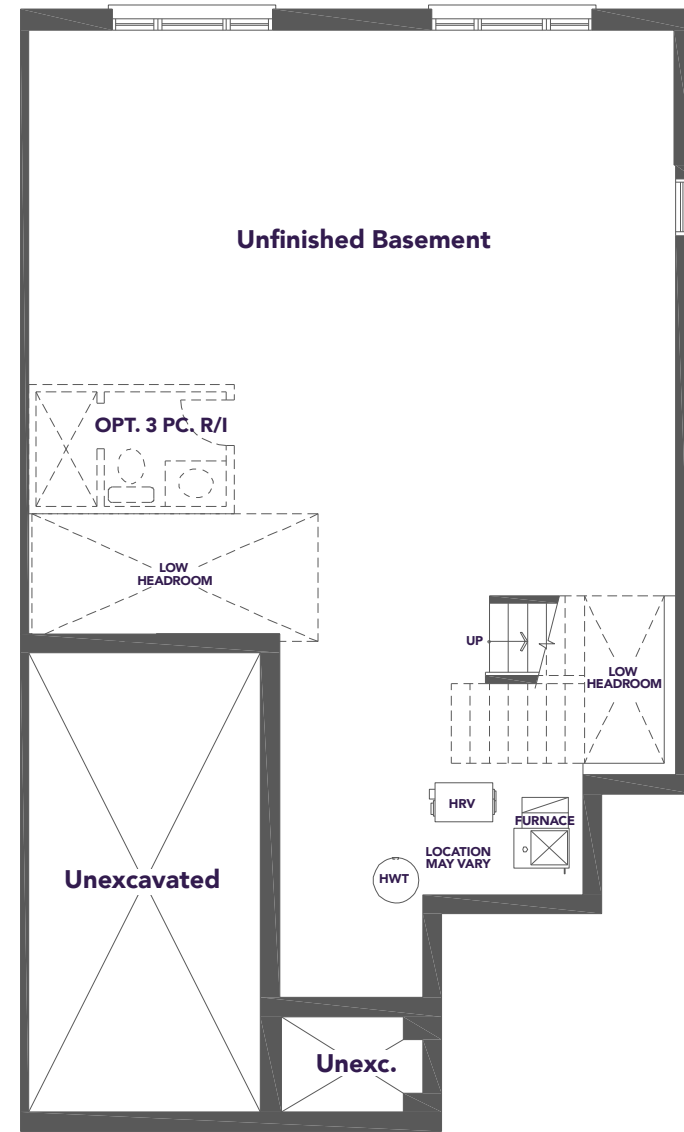 Unfinished Basement
OPT. 3 PC. R/I
LOW
HEADROOM
UP
LOW
HEADROOM
HRV
FURNACE
LOCATION
MAY VARY
HWT
Unexcavated
Unexc.